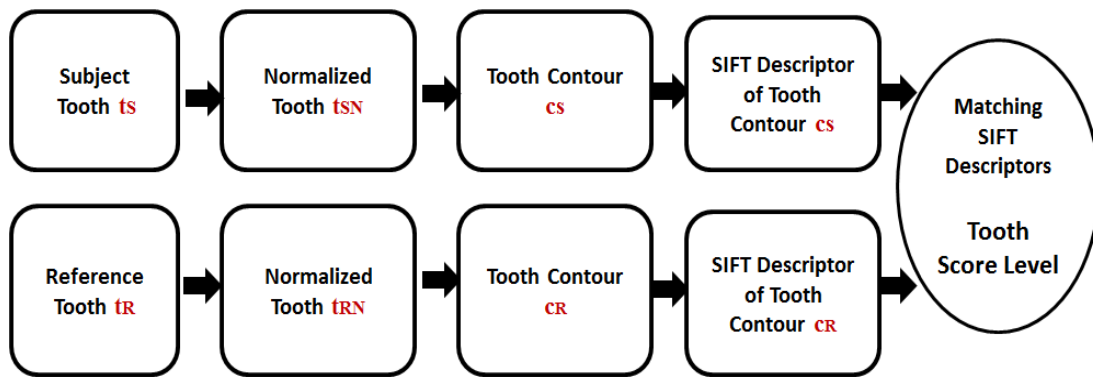 Subject
Tooth tS
Normalized
Tooth tSN
Tooth Contour
cS
SIFT Descriptor
of Tooth
Contour cS
Matching
SIFT
Descriptors
Tooth
Score Level
Reference
Tooth tR
Normalized
Tooth tRN
Tooth Contour
cR
SIFT Descriptor
of Tooth
Contour cR